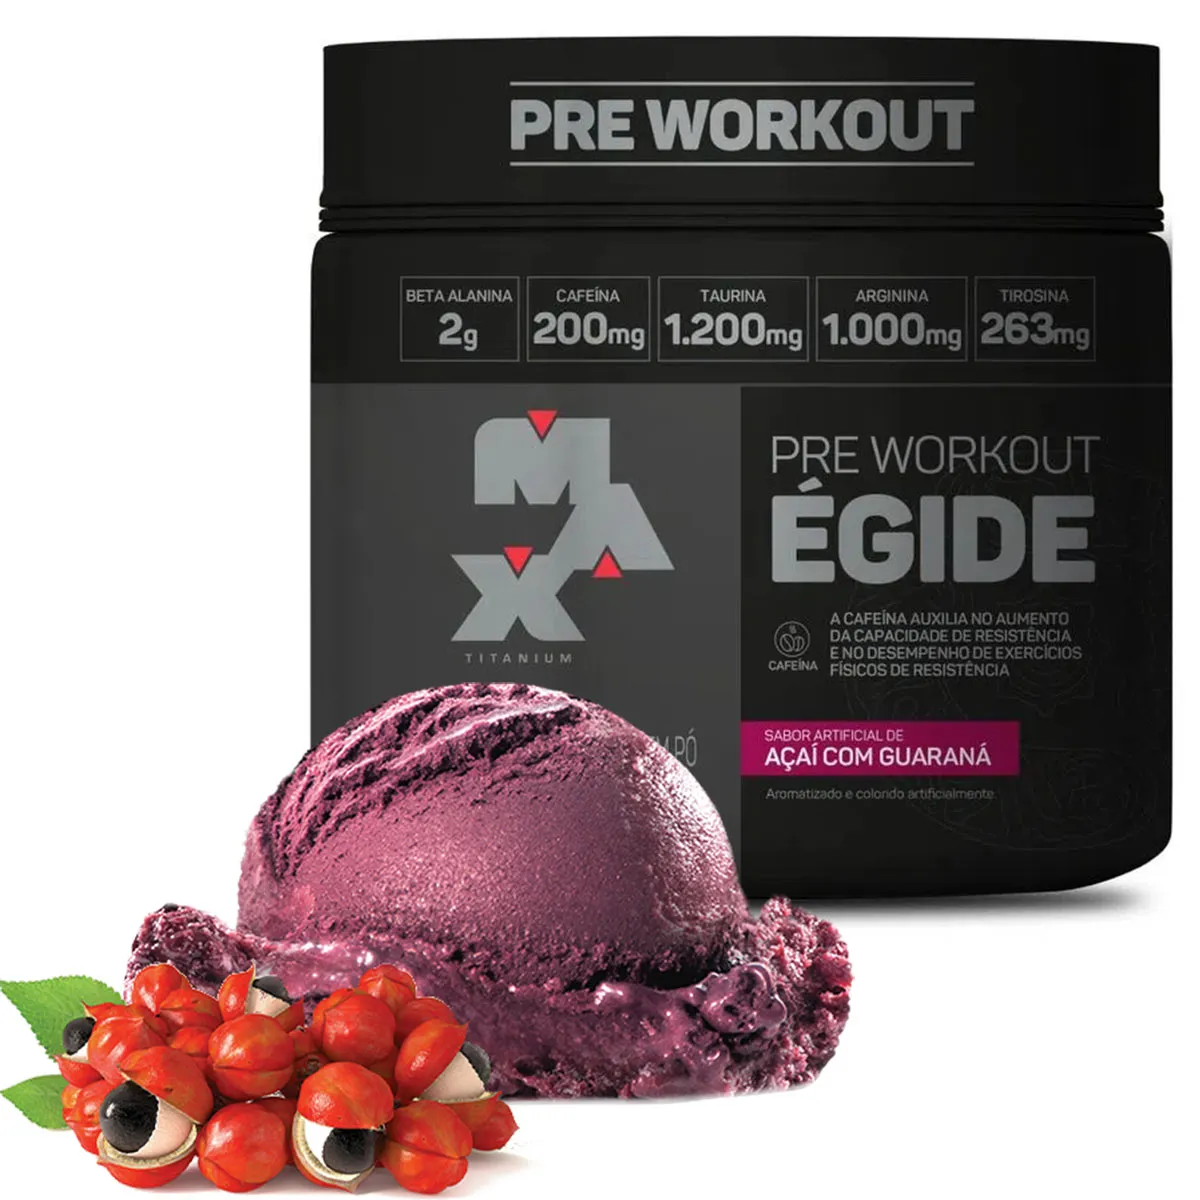 PRE WORKOUT
BETA ALANINA
2g
CAFEÍNA
200mg
TAURINA
1.200mg
ARGININA
1.000mg
TIROSINA
263mg
MAX
TITANIUM
PRE WORKOUT
ÉGIDE
CAFEÍNA
A CAFEÍNA AUXILIA NO AUMENTO
DA CAPACIDADE DE RESISTÊNCIA
E NO DESEMPENHO DE EXERCÍCIOS
FÍSICOS DE RESISTÊNCIA
PÓ
SABOR ARTIFICIAL DE
AÇAÍ COM GUARANÁ
Aromatizado e colorido artificialmente.